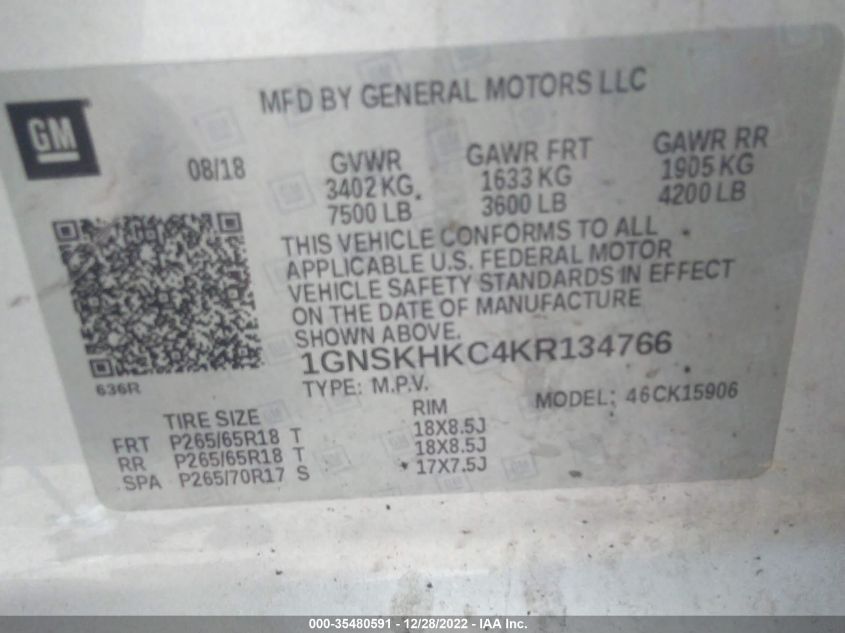 MFD BY GENERAL MOTORS LLC
GM
08/18 GVWR GAWR FRT GAWR RR
3402 KG 1633 KG 1905 KG
7500 LB 3600 LB 4200 LB
THIS VEHICLE CONFORMS TO ALL
APPLICABLE U.S. FEDERAL MOTOR
VEHICLE SAFETY STANDARDS IN EFFECT
ON THE DATE OF MANUFACTURE
SHOWN ABOVE.
1GNSKHKC4KR134766
636R
TYPE: M.P.V. MODEL: 46CK15906
TIRE SIZE RIM
FRT P265/65R18 T 18X8.5J
RR P265/65R18 T 18X8.5J
SPA P265/70R17 S 17X7.5J
000-35480591 - 12/28/2022 - IAA Inc.